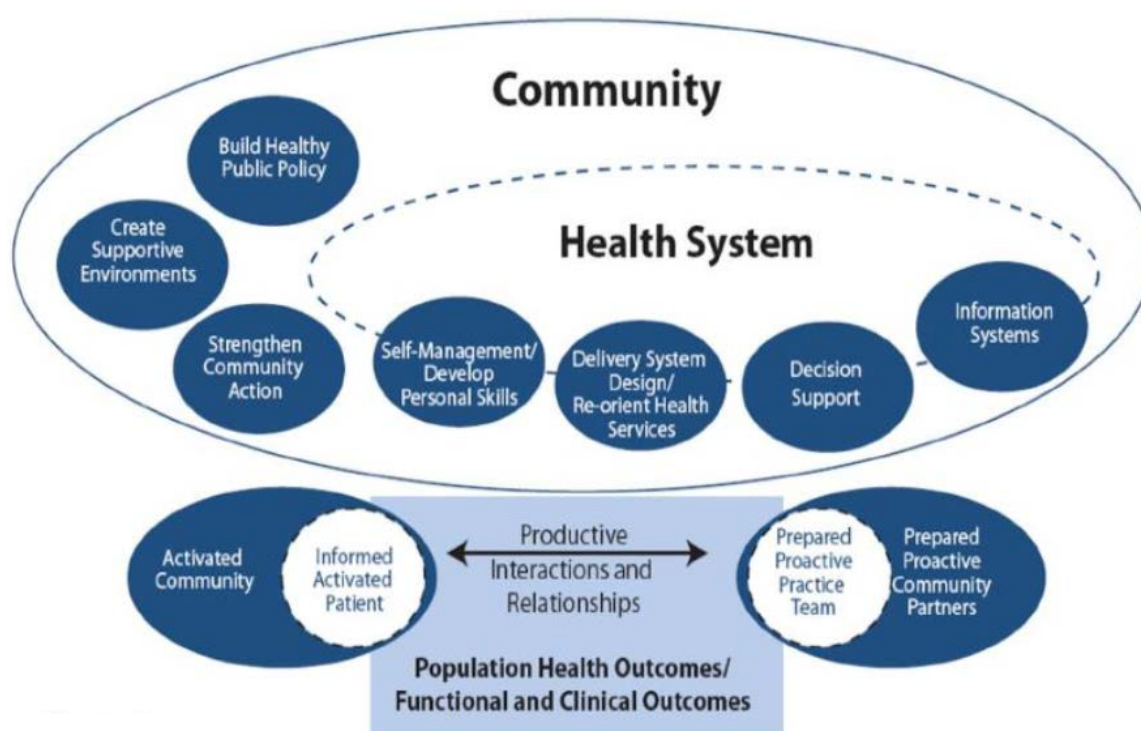 Community
Build Healthy
Public Policy
Create
Supportive
Environments
Strengthen
Community
Action
Health System
Self-Management/
Develop
Personal Skills
Delivery System
Design/
Re-orient Health
Services
Decision
Support
Information
Systems
Activated
Community
Informed
Activated
Patient
Productive
Interactions and
Relationships
Prepared
Proactive
Practice
Team
Prepared
Proactive
Community
Partners
Population Health Outcomes/
Functional and Clinical Outcomes